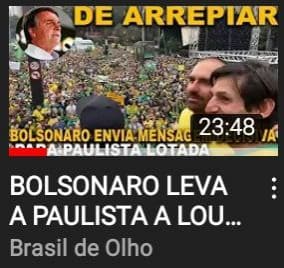 DE ARREPIAR
BOLSONARO ENVIA MENSAG
23:48
PARA PAULISTA LOTADA
BOLSONARO LEVA
A PAULISTA A LOU...
Brasil de Olho